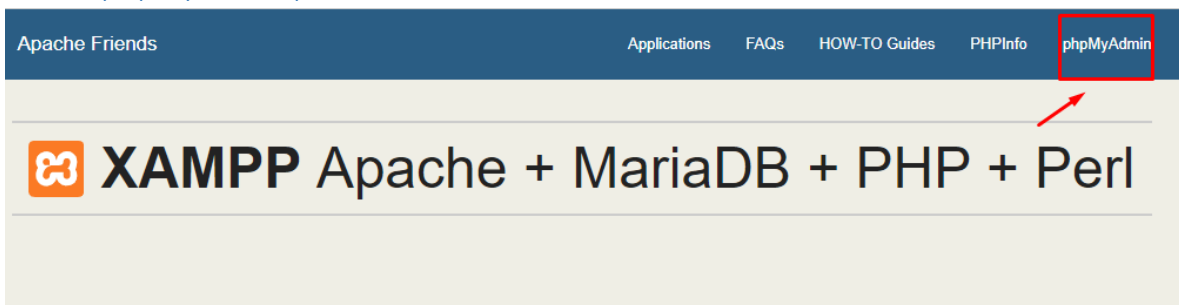 Apache Friends Applications FAQs HOW-TO Guides PHPInfo phpMyAdmin
XAMPP Apache + MariaDB + PHP + Perl